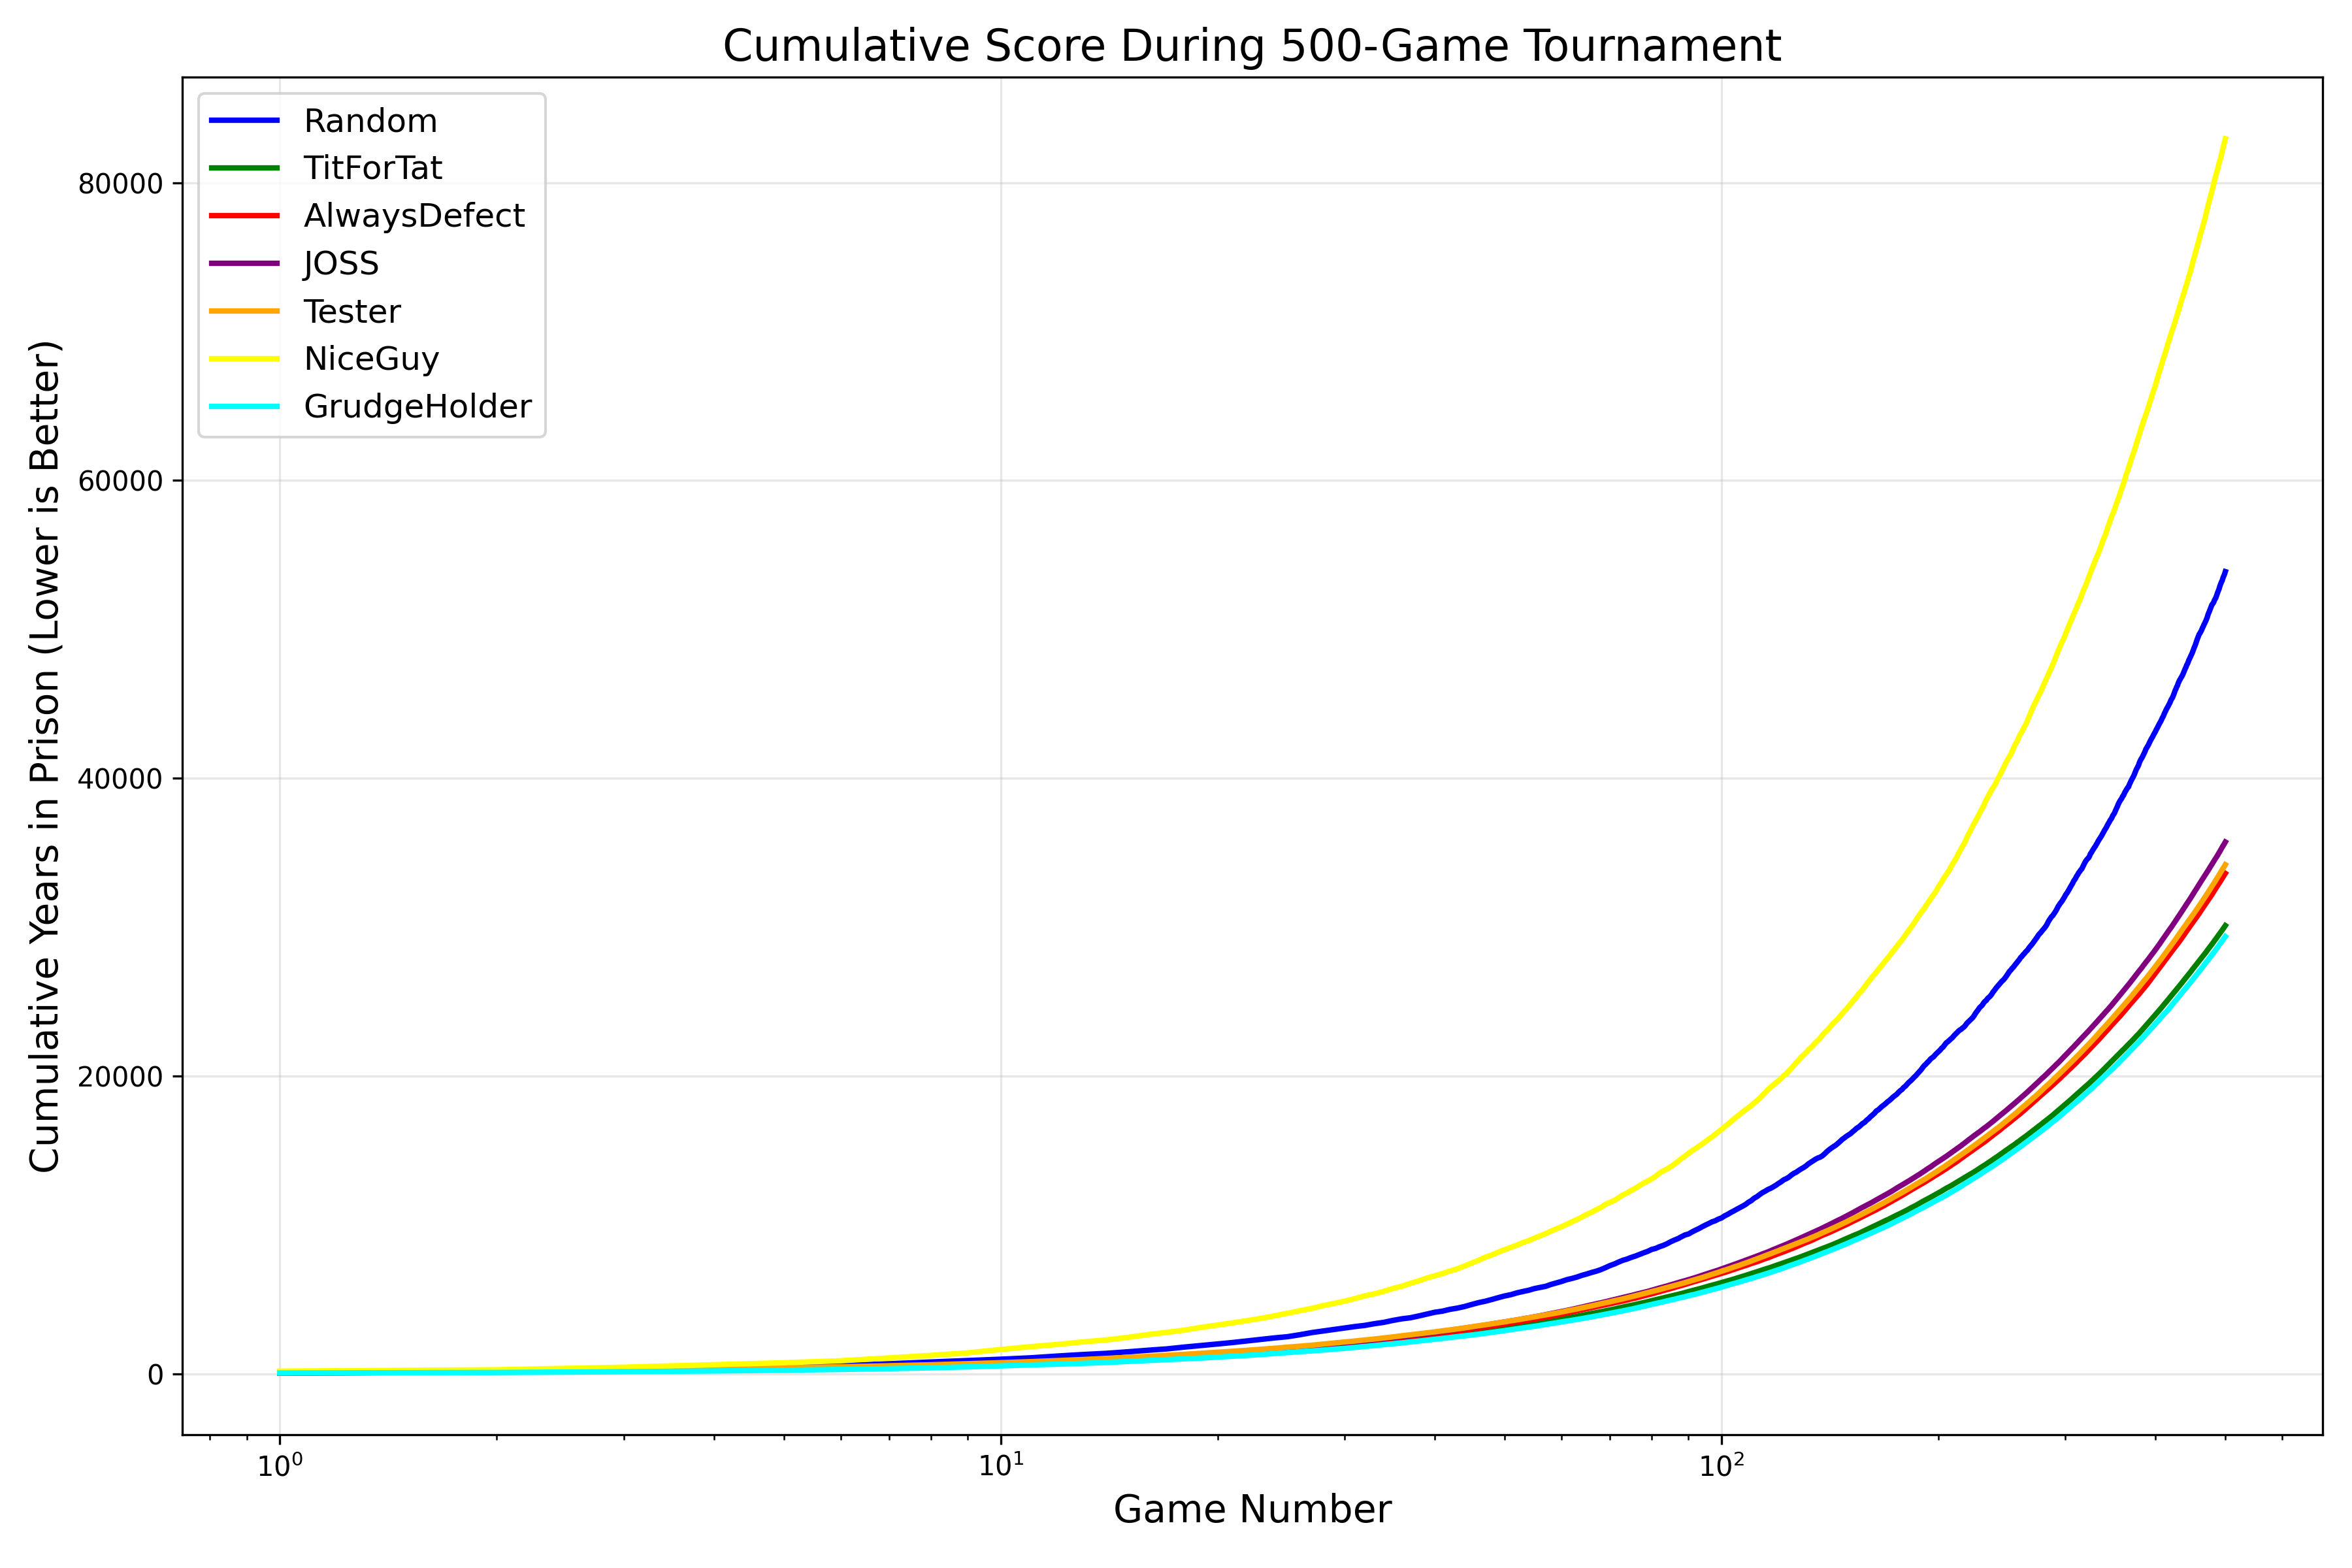 Cumulative Score During 500-Game Tournament
Random
TitForTat
AlwaysDefect
JOSS
Tester
NiceGuy
GrudgeHolder
Cumulative Years in Prison (Lower is Better)
80000
60000
40000
20000
0
10⁰ 10¹ 10²
Game Number